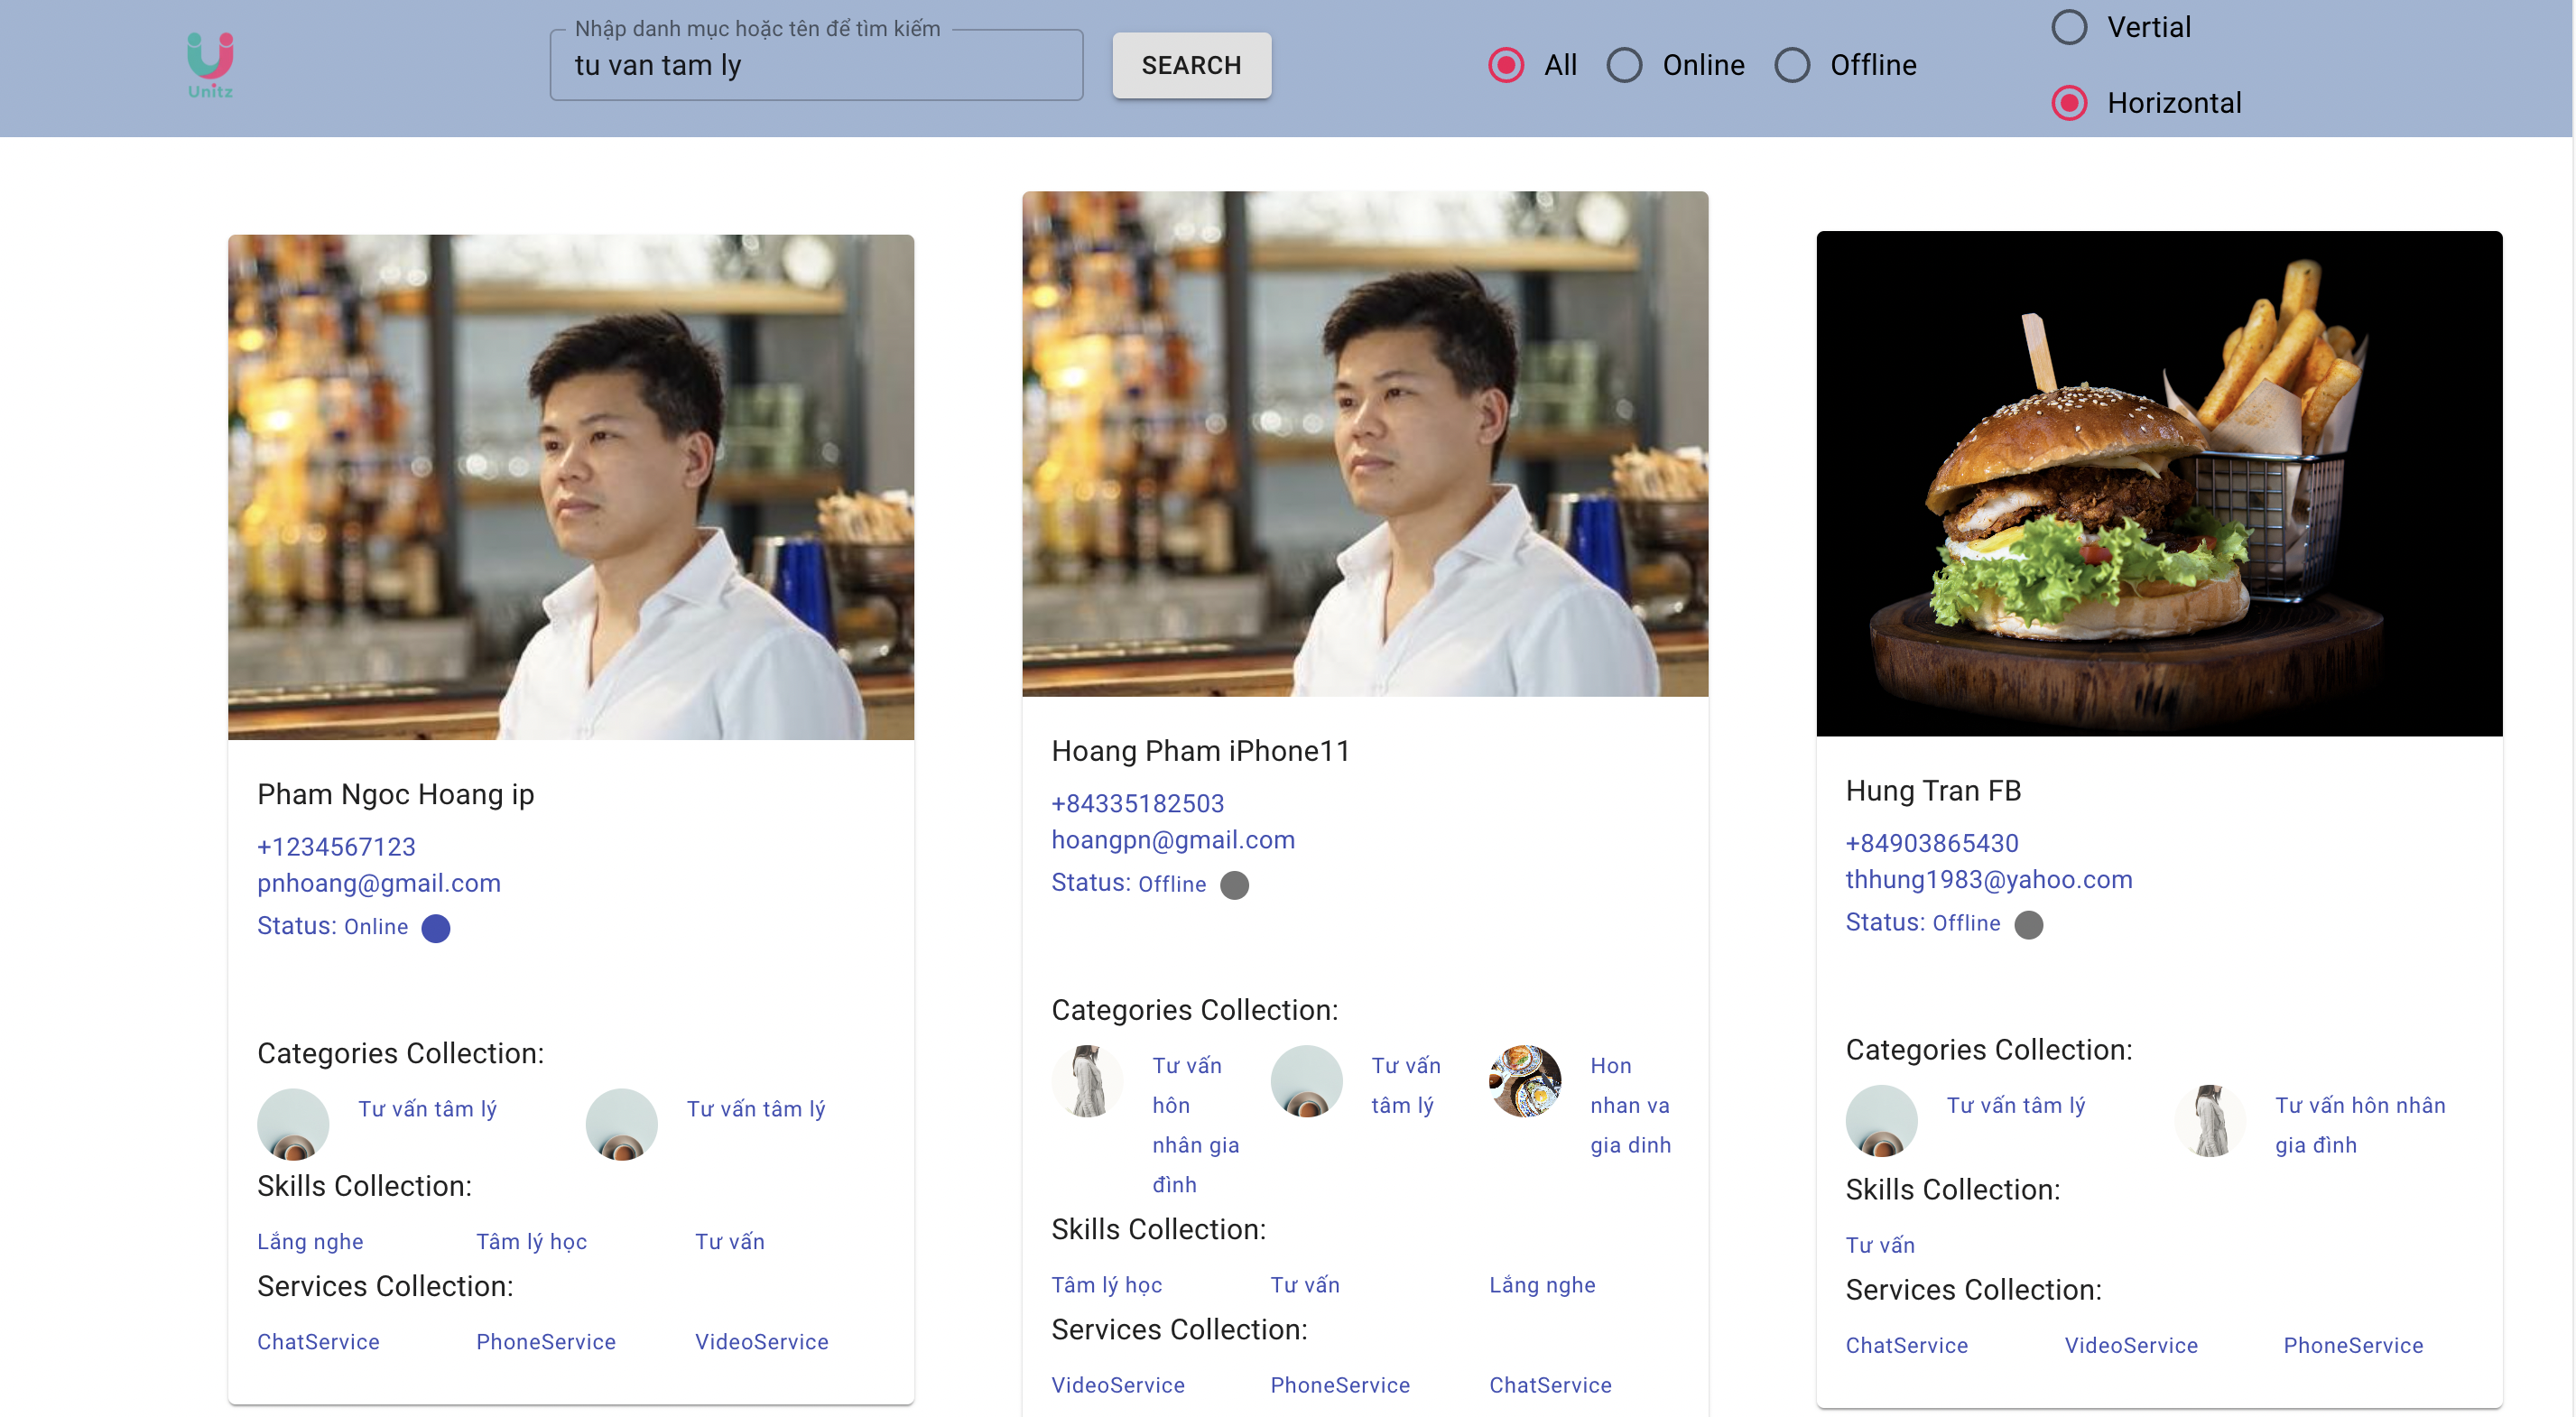 Unitz
Nhập danh mục hoặc tên để tìm kiếm
tu van tam ly
SEARCH
All
Online
Offline
Vertial
Horizontal
Pham Ngoc Hoang ip
+1234567123
pnhoang@gmail.com
Status: Online
Categories Collection:
Tư vấn tâm lý
Tư vấn tâm lý
Skills Collection:
Lắng nghe
Tâm lý học
Tư vấn
Services Collection:
ChatService
PhoneService
VideoService
Hoang Pham iPhone11
+84335182503
hoangpn@gmail.com
Status: Offline
Categories Collection:
Tư vấn
hôn
nhân gia
đình
Tư vấn
tâm lý
Hon
nhan va
gia dinh
Skills Collection:
Tâm lý học
Tư vấn
Lắng nghe
Services Collection:
VideoService
PhoneService
ChatService
Hung Tran FB
+84903865430
thhung1983@yahoo.com
Status: Offline
Categories Collection:
Tư vấn tâm lý
Tư vấn hôn nhân
gia đình
Skills Collection:
Tư vấn
Services Collection:
ChatService
VideoService
PhoneService